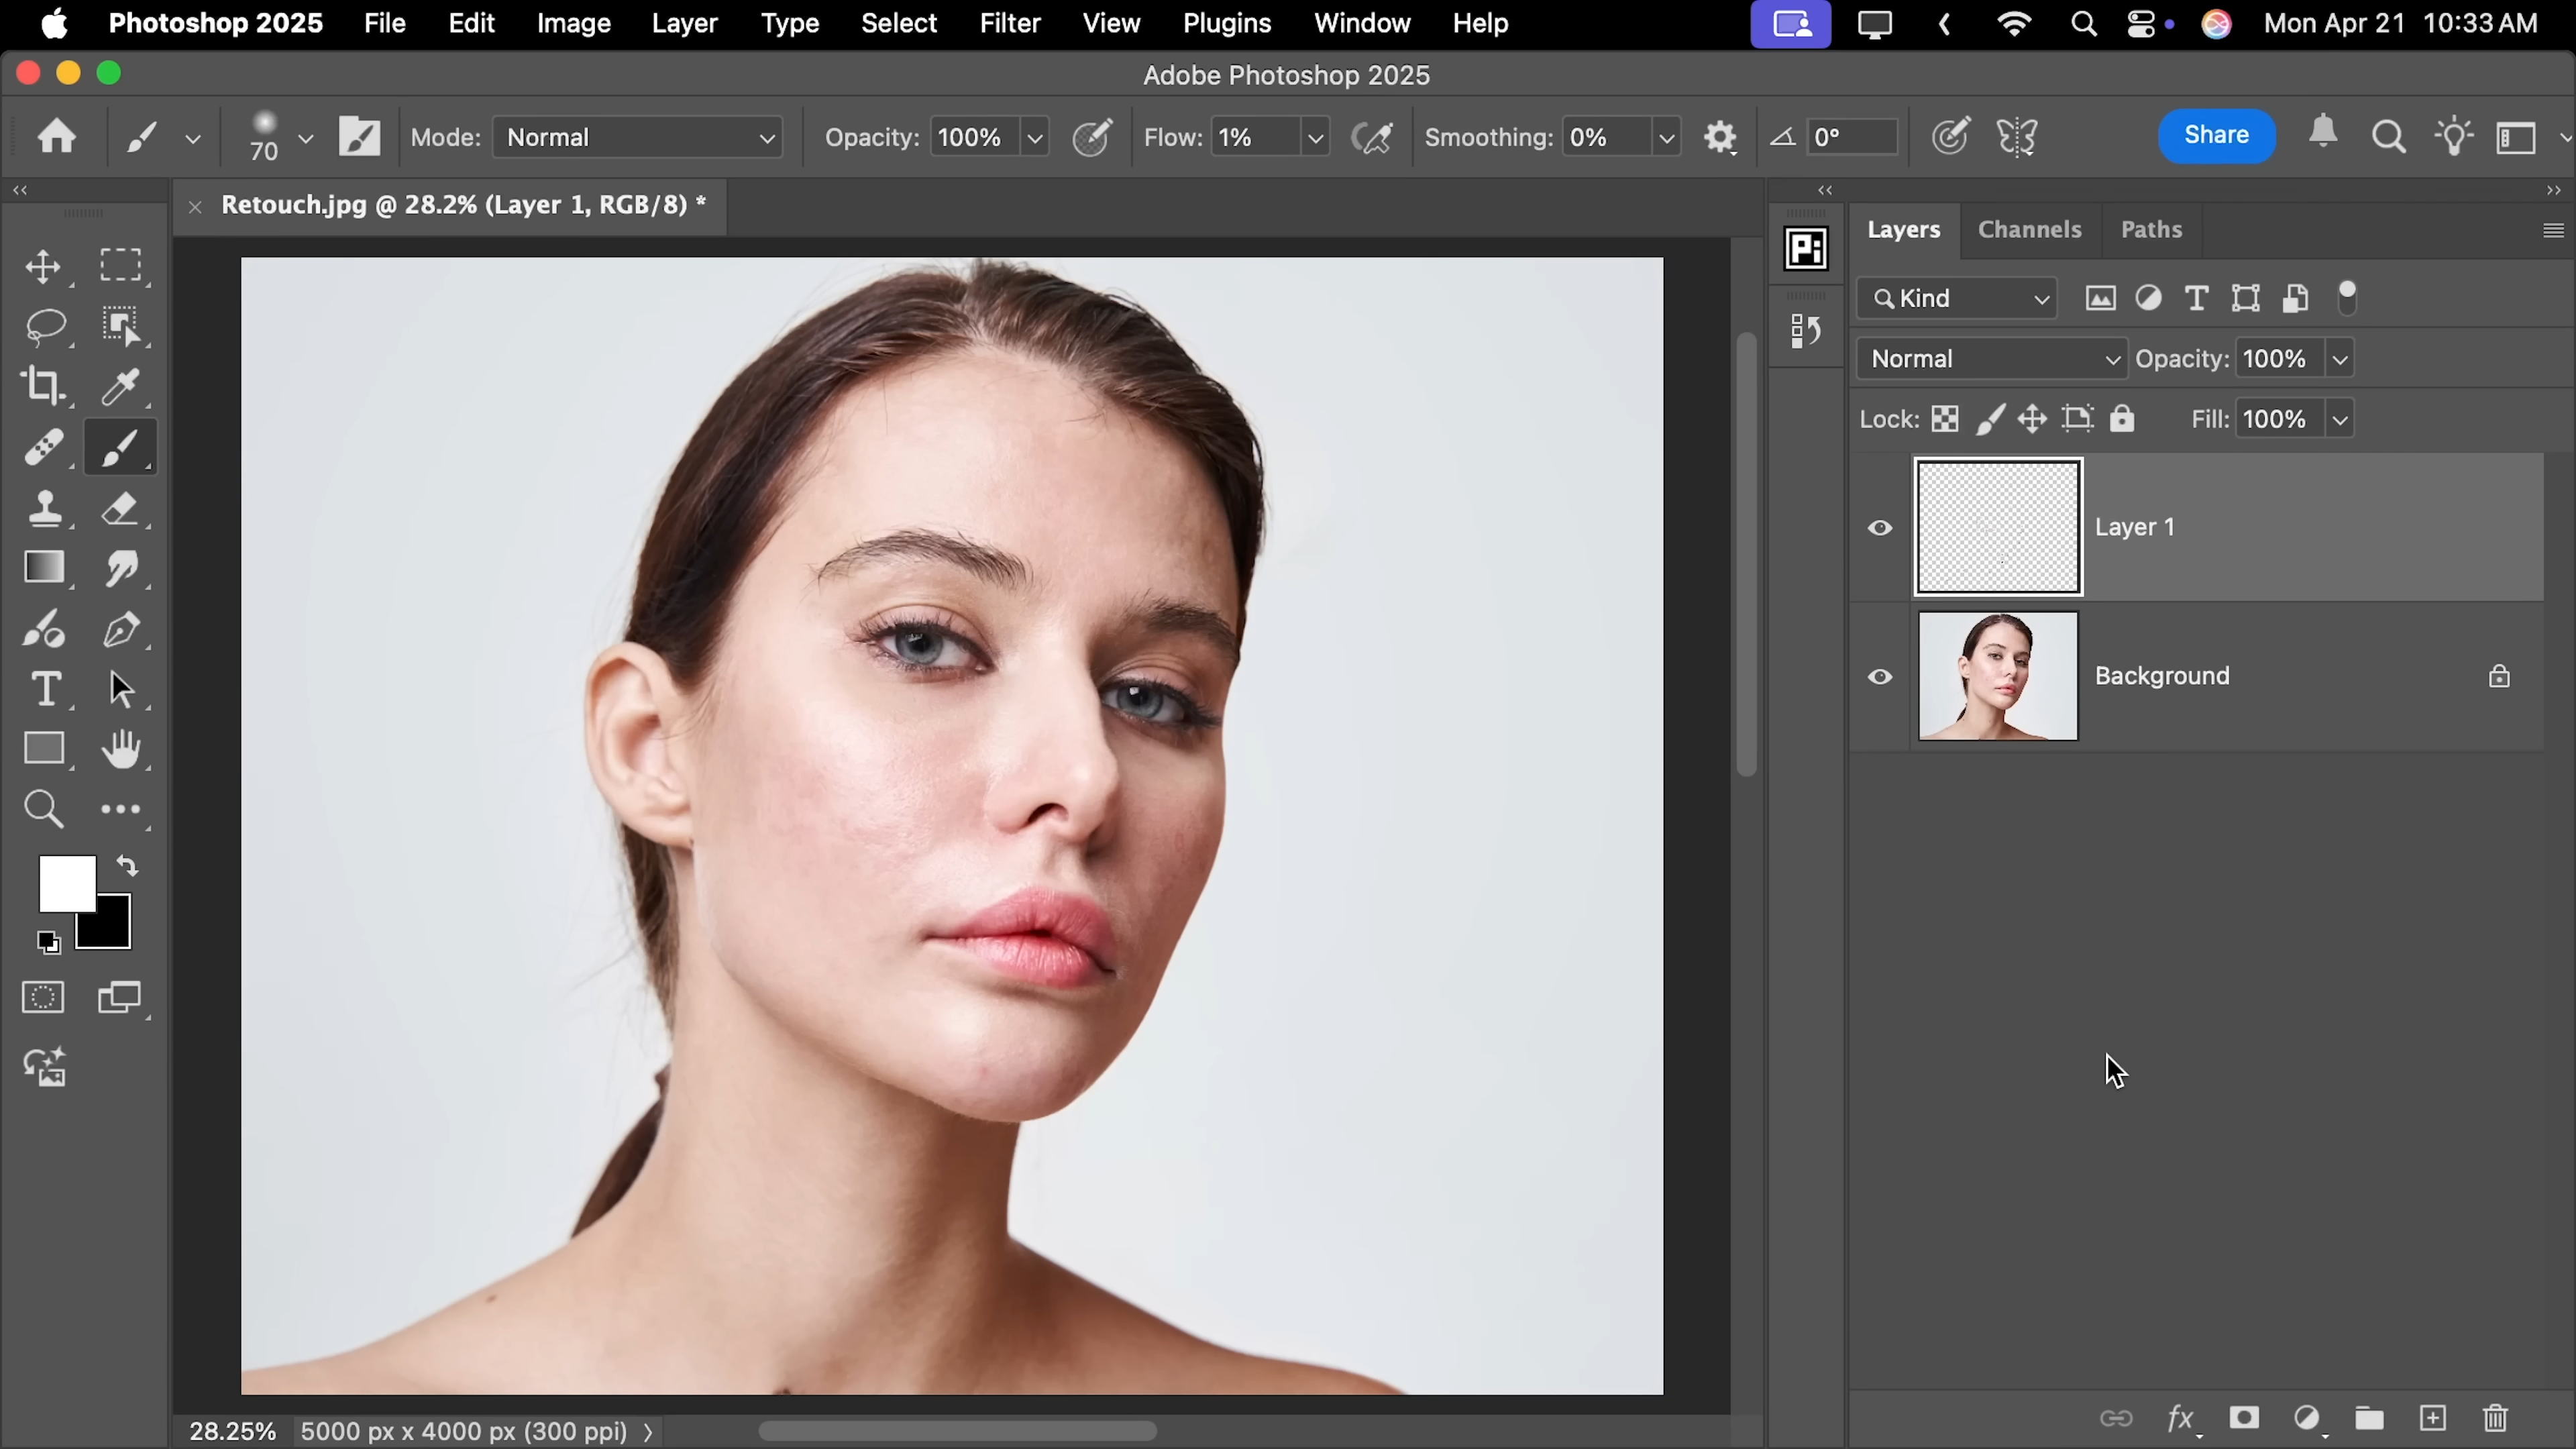 Photoshop 2025 File Edit Image Layer Type Select Filter View Plugins Window Help Mon Apr 21 10:33 AM
Adobe Photoshop 2025
70 Mode: Normal Opacity: 100% Flow: 1% Smoothing: 0% 0° Share
Retouch.jpg @ 28.2% (Layer 1, RGB/8) *
Pi
Layers Channels Paths
Kind
Normal Opacity: 100%
Lock: Fill: 100%
Layer 1
Background
28.25% 5000 px x 4000 px (300 ppi)
fx